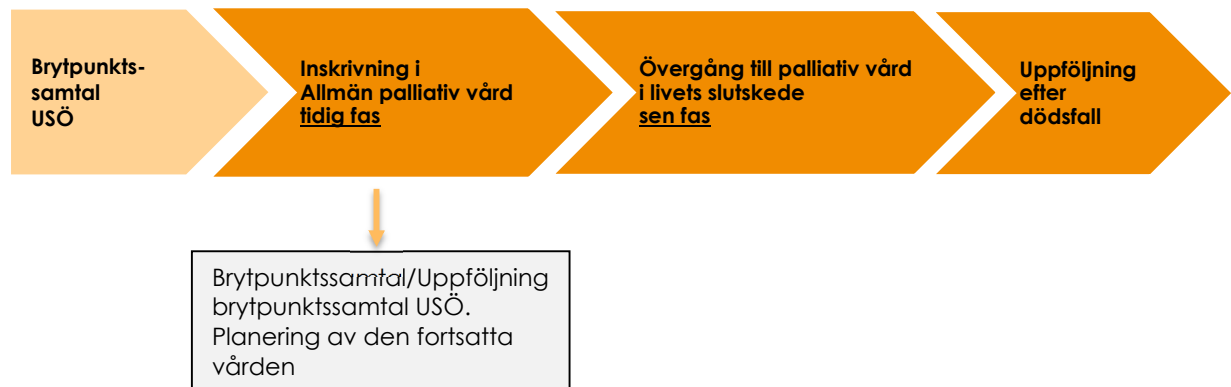 Brytpunkts-
samtal
USÖ
Inskrivning i
Allmän palliativ vård
tidig fas
Övergång till palliativ vård
i livets slutskede
sen fas
Uppföljning
efter
dödsfall
Brytpunktssamtal/Uppföljning
brytpunktssamtal USÖ.
Planering av den fortsatta
vården